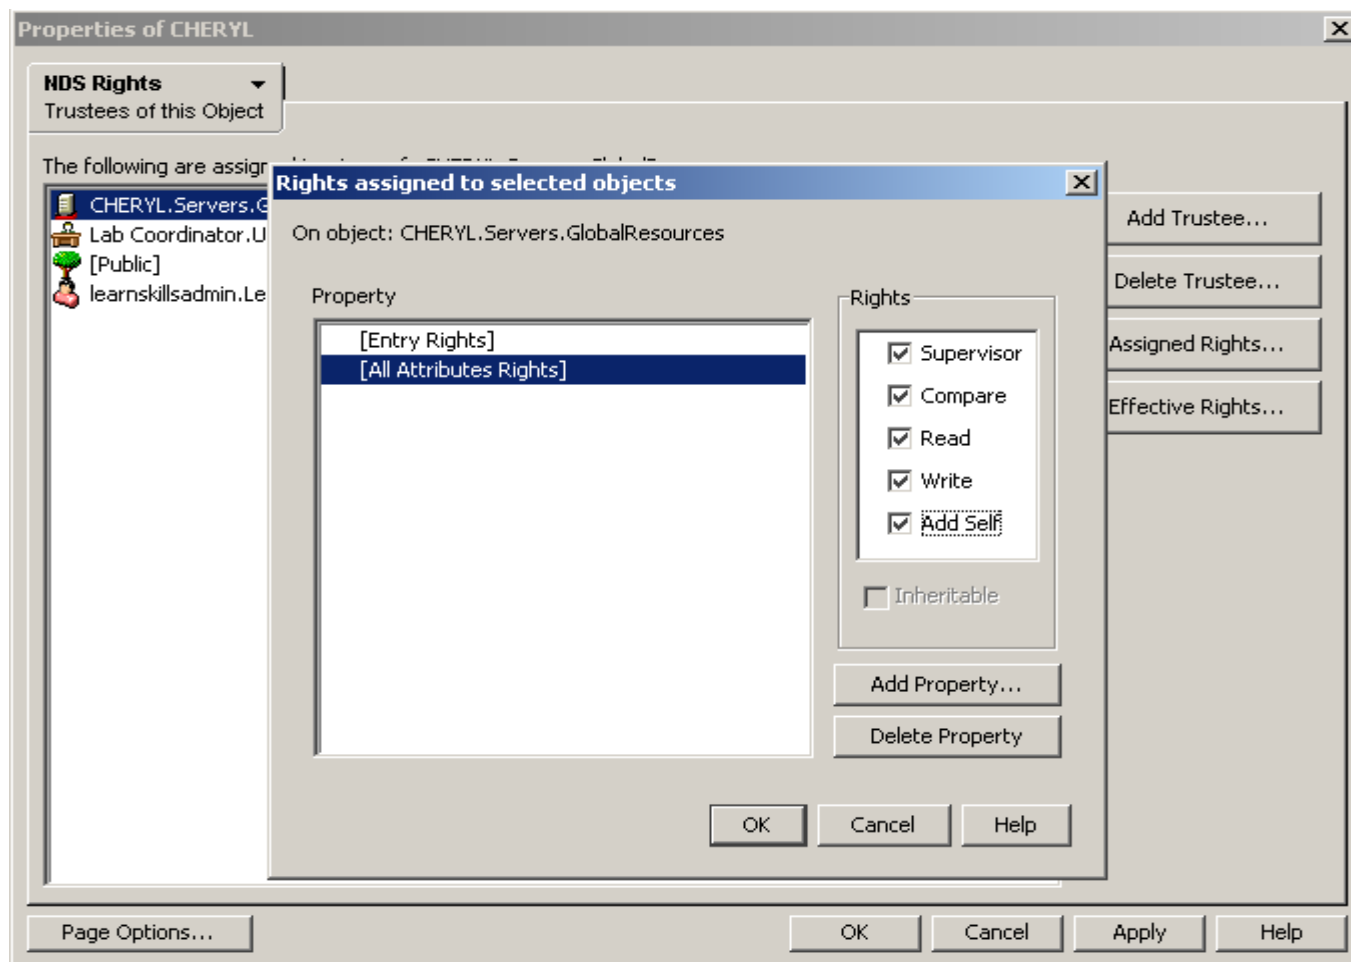 Properties of CHERYL
NDS Rights
Trustees of this Object
The following are assign
CHERYL.Servers.G
Lab Coordinator.U
[Public]
learnskillsadmin.Le
Rights assigned to selected objects
On object: CHERYL.Servers.GlobalResources
Property
[Entry Rights]
[All Attributes Rights]
Rights
Supervisor
Compare
Read
Write
Add Self
Inheritable
Add Property...
Delete Property
OK Cancel Help
Add Trustee...
Delete Trustee...
Assigned Rights...
Effective Rights...
Page Options...
OK Cancel Apply Help